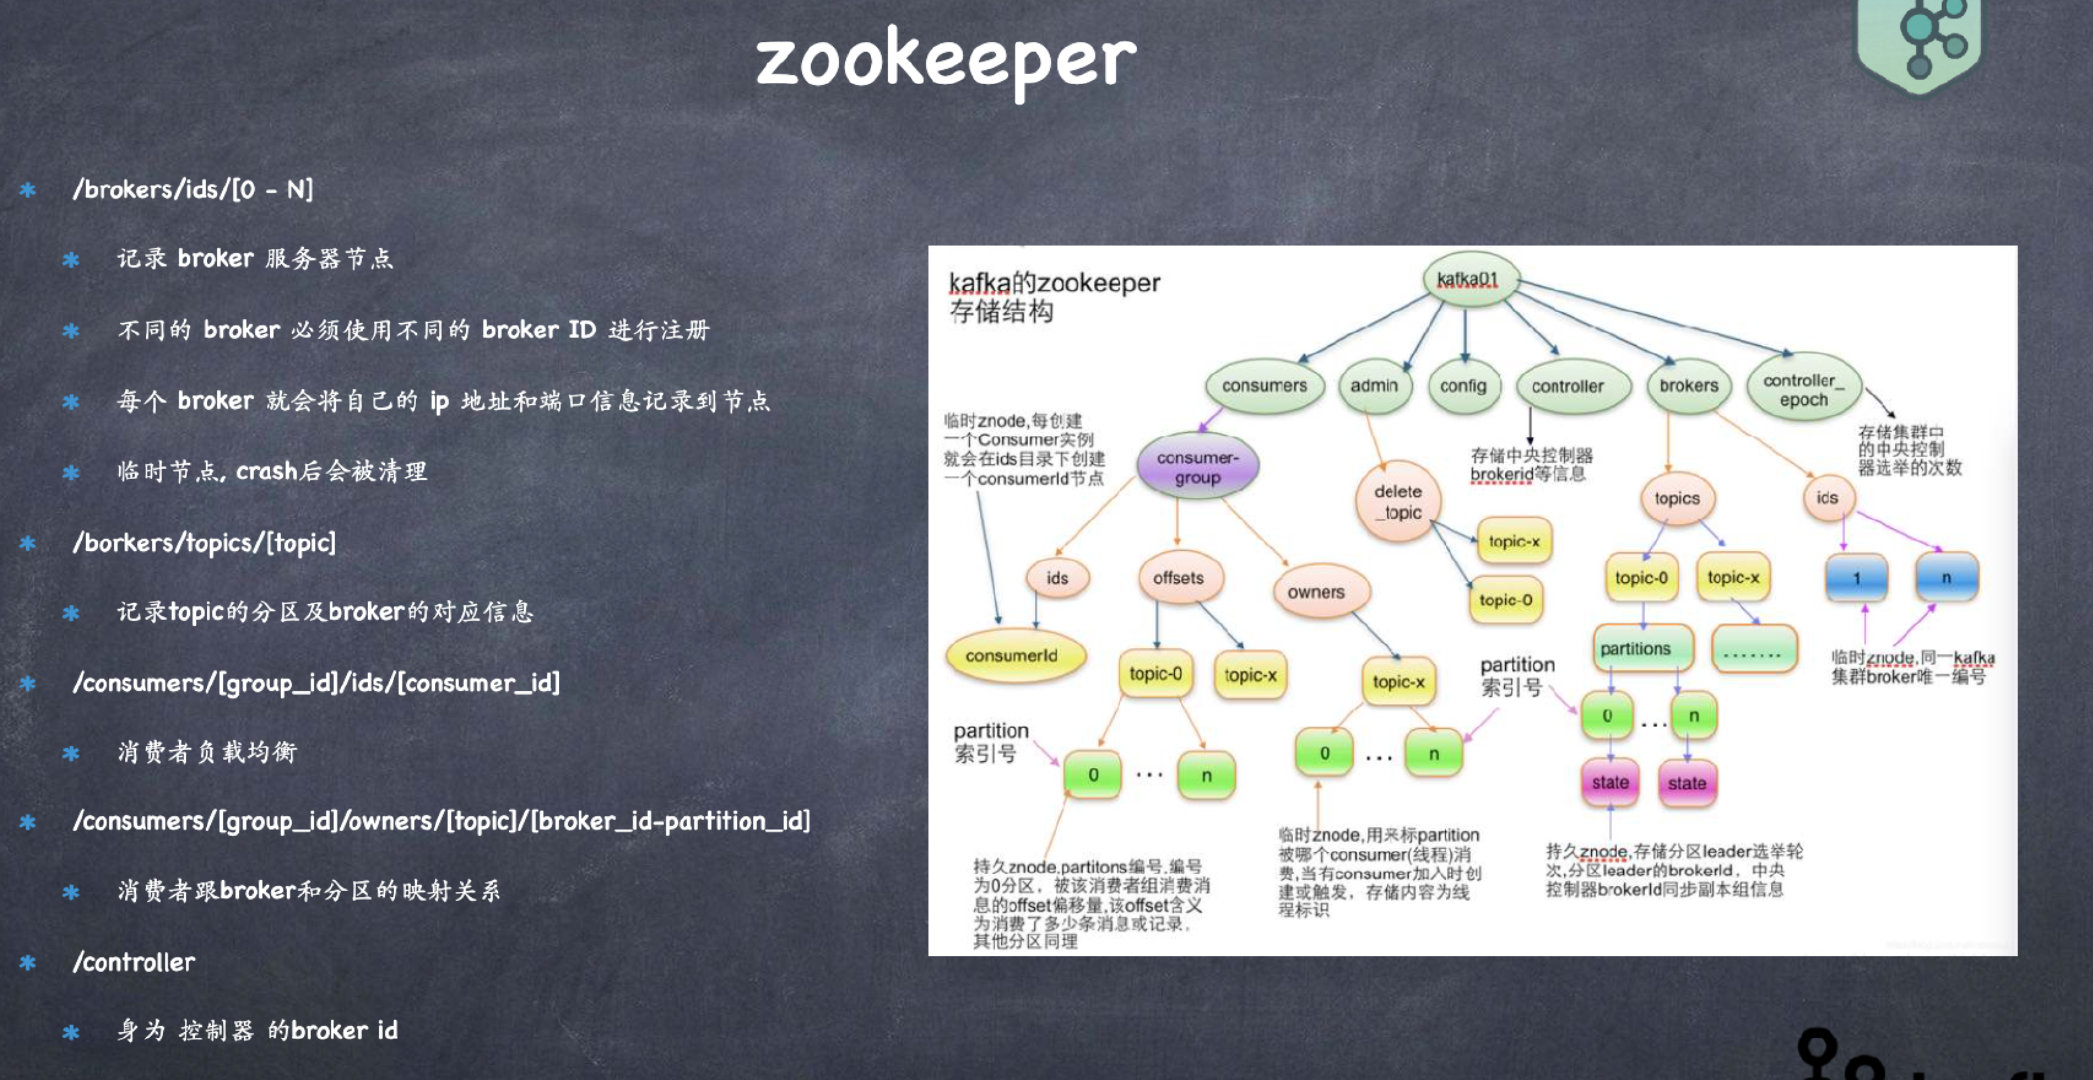 zookeeper
/brokers/ids/[0 - N]
记录 broker 服务器节点
不同的 broker 必须使用不同的 broker ID 进行注册
每个 broker 就会将自己的 ip 地址和端口信息记录到节点
临时节点, crash后会被清理
/borkers/topics/[topic]
记录topic的分区及broker的对应信息
/consumers/[group_id]/ids/[consumer_id]
消费者负载均衡
/consumers/[group_id]/owners/[topic]/[broker_id-partition_id]
消费者跟broker和分区的映射关系
/controller
身为 控制器 的broker id
kafka的zookeeper
存储结构
kafka01
consumers
admin
config
controller
brokers
controller_
epoch
临时znode,每创建
一个Consumer实例
就会在ids目录下创建
一个consumerId节点
consumer-
group
存储中央控制器
brokerid等信息
存储集群中
的中央控制
器选举的次数
delete
_topic
topics
ids
topic-x
topic-0
ids
offsets
owners
topic-0
topic-x
1
n
consumerId
topic-0
topic-x
topic-x
partition
索引号
partitions
.......
临时znode,同一kafka
集群broker唯一编号
partition
索引号
0
...
n
0
...
n
0
...
n
state
state
持久znode,partitons编号,编号
为0分区，被该消费者组消费消
息的offset偏移量,该offset含义
为消费了多少条消息或记录，
其他分区同理
临时znode,用来标partition
被哪个consumer(线程)消
费,当有consumer加入时创
建或触发，存储内容为线
程标识
持久znode,存储分区leader选举轮
次,分区leader的brokerId，中央
控制器brokerId同步副本组信息